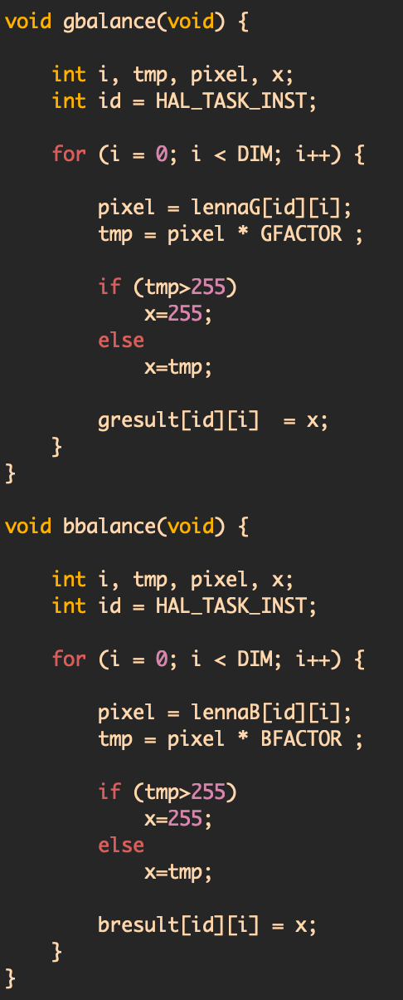 void gbalance(void) {
    int i, tmp, pixel, x;
    int id = HAL_TASK_INST;
    for (i = 0; i < DIM; i++) {
        pixel = lennaG[id][i];
        tmp = pixel * GFACTOR ;
        if (tmp>255)
            x=255;
        else
            x=tmp;
        gresult[id][i]  = x;
    }
}
void bbalance(void) {
    int i, tmp, pixel, x;
    int id = HAL_TASK_INST;
    for (i = 0; i < DIM; i++) {
        pixel = lennaB[id][i];
        tmp = pixel * BFACTOR ;
        if (tmp>255)
            x=255;
        else
            x=tmp;
        bresult[id][i] = x;
    }
}